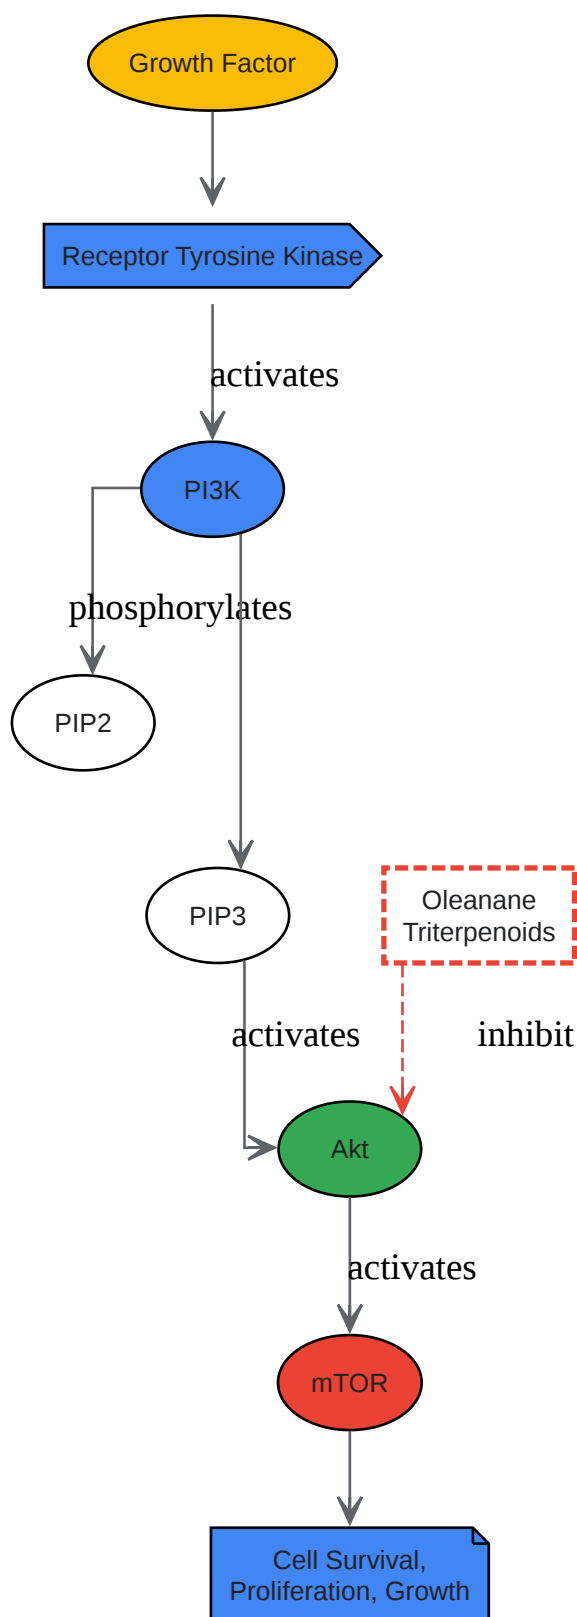 Growth Factor
Receptor Tyrosine Kinase
activates
PI3K
phosphorylates
PIP2
PIP3
Oleanane
Triterpenoids
activates
inhibit
Akt
activates
mTOR
Cell Survival,
Proliferation, Growth